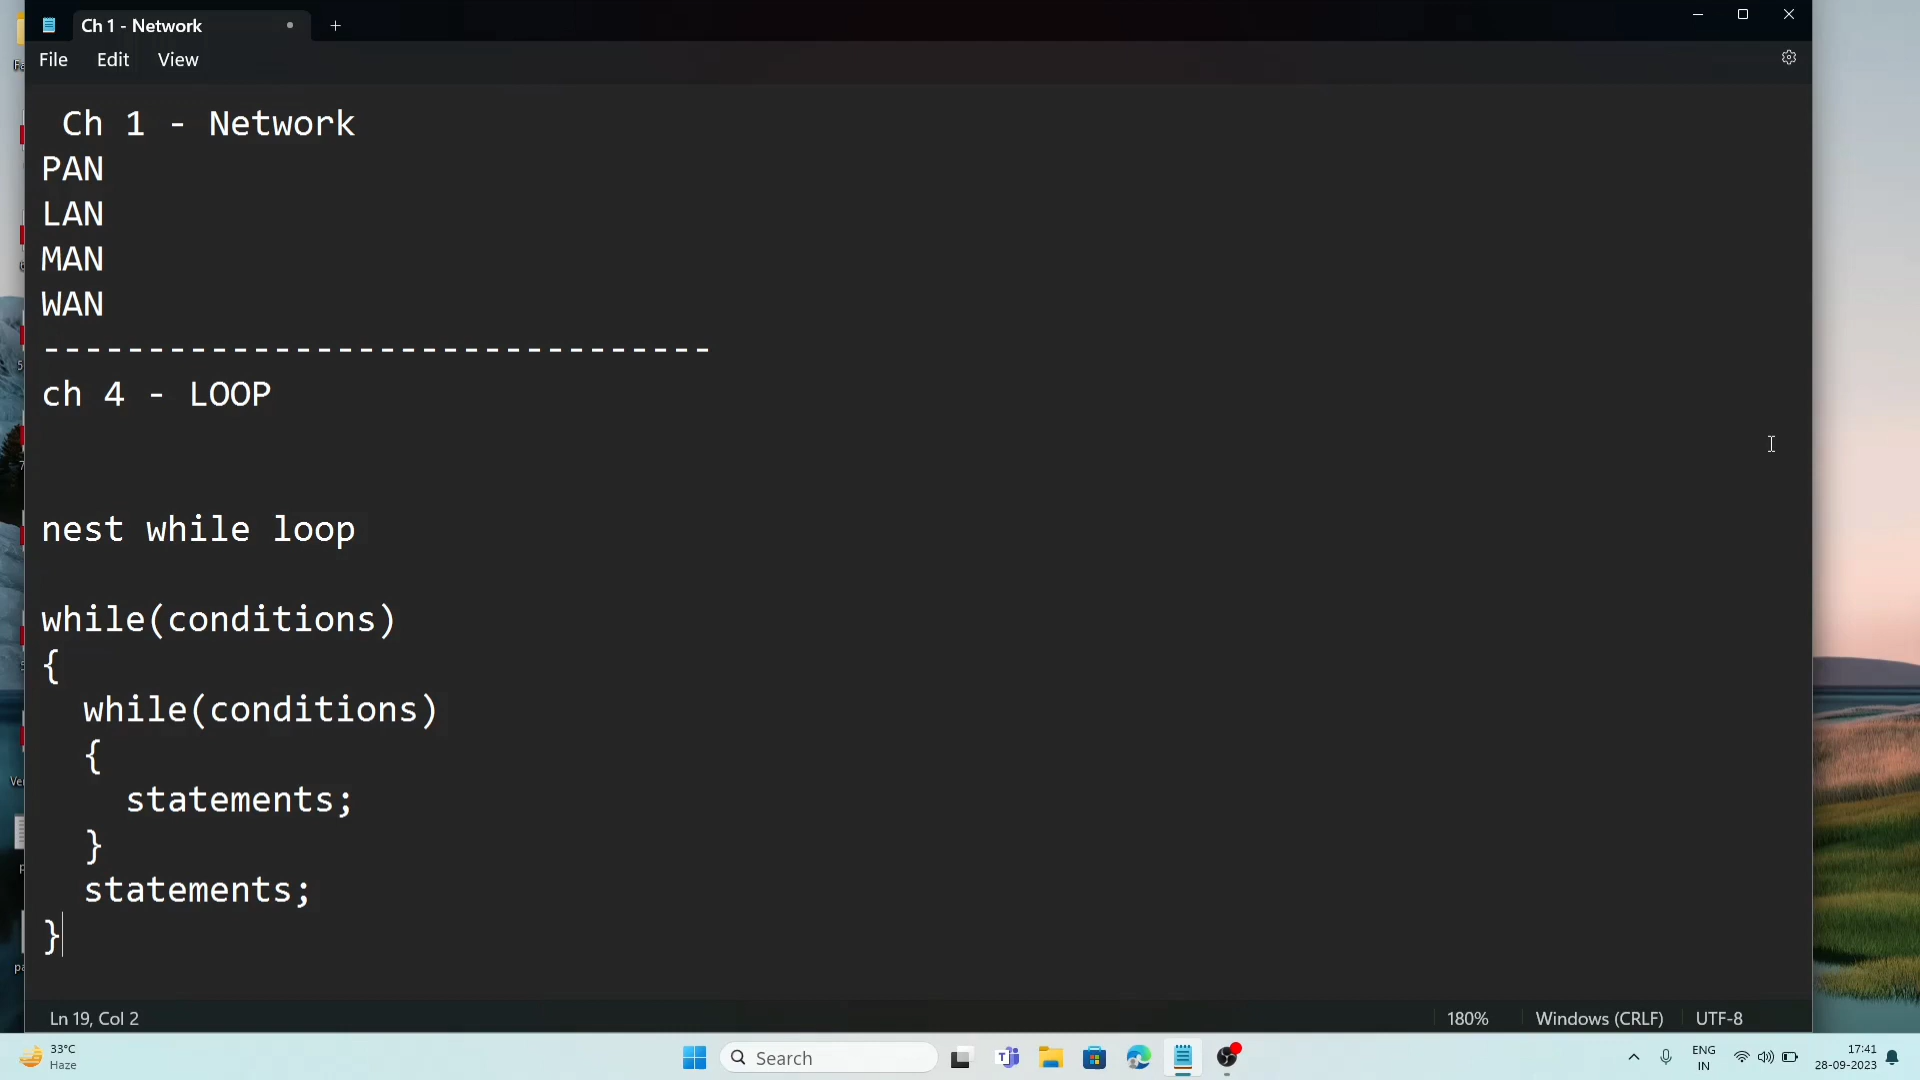 Ch 1 - Network
File Edit View
Ch 1 - Network
PAN
LAN
MAN
WAN
--------------------------------
ch 4 - LOOP
nest while loop
while(conditions)
{
while(conditions)
{
statements;
}
statements;
}
Ln 19, Col 2
180%
Windows (CRLF)
UTF-8
33°C
Haze
Search
ENG
IN
17:41
28-09-2023